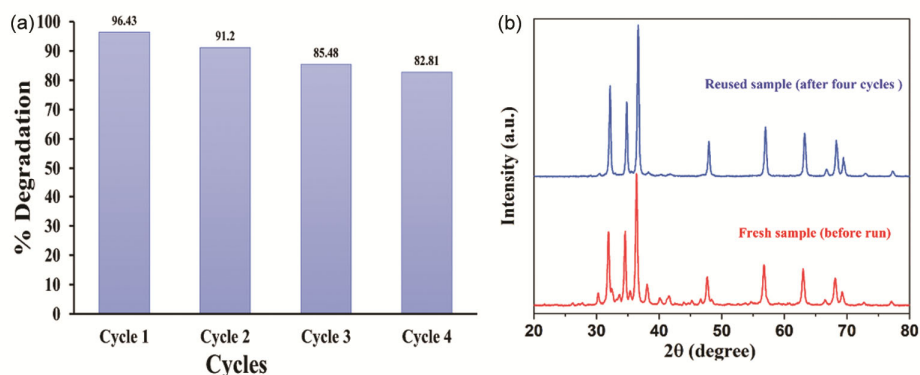 (a)
% Degradation
100
90
80
70
60
50
40
30
20
10
0
96.43
91.2
85.48
82.81
Cycle 1
Cycle 2
Cycle 3
Cycle 4
Cycles
(b)
Intensity (a.u.)
Reused sample (after four cycles )
Fresh sample (before run)
20
30
40
50
60
70
80
2θ (degree)